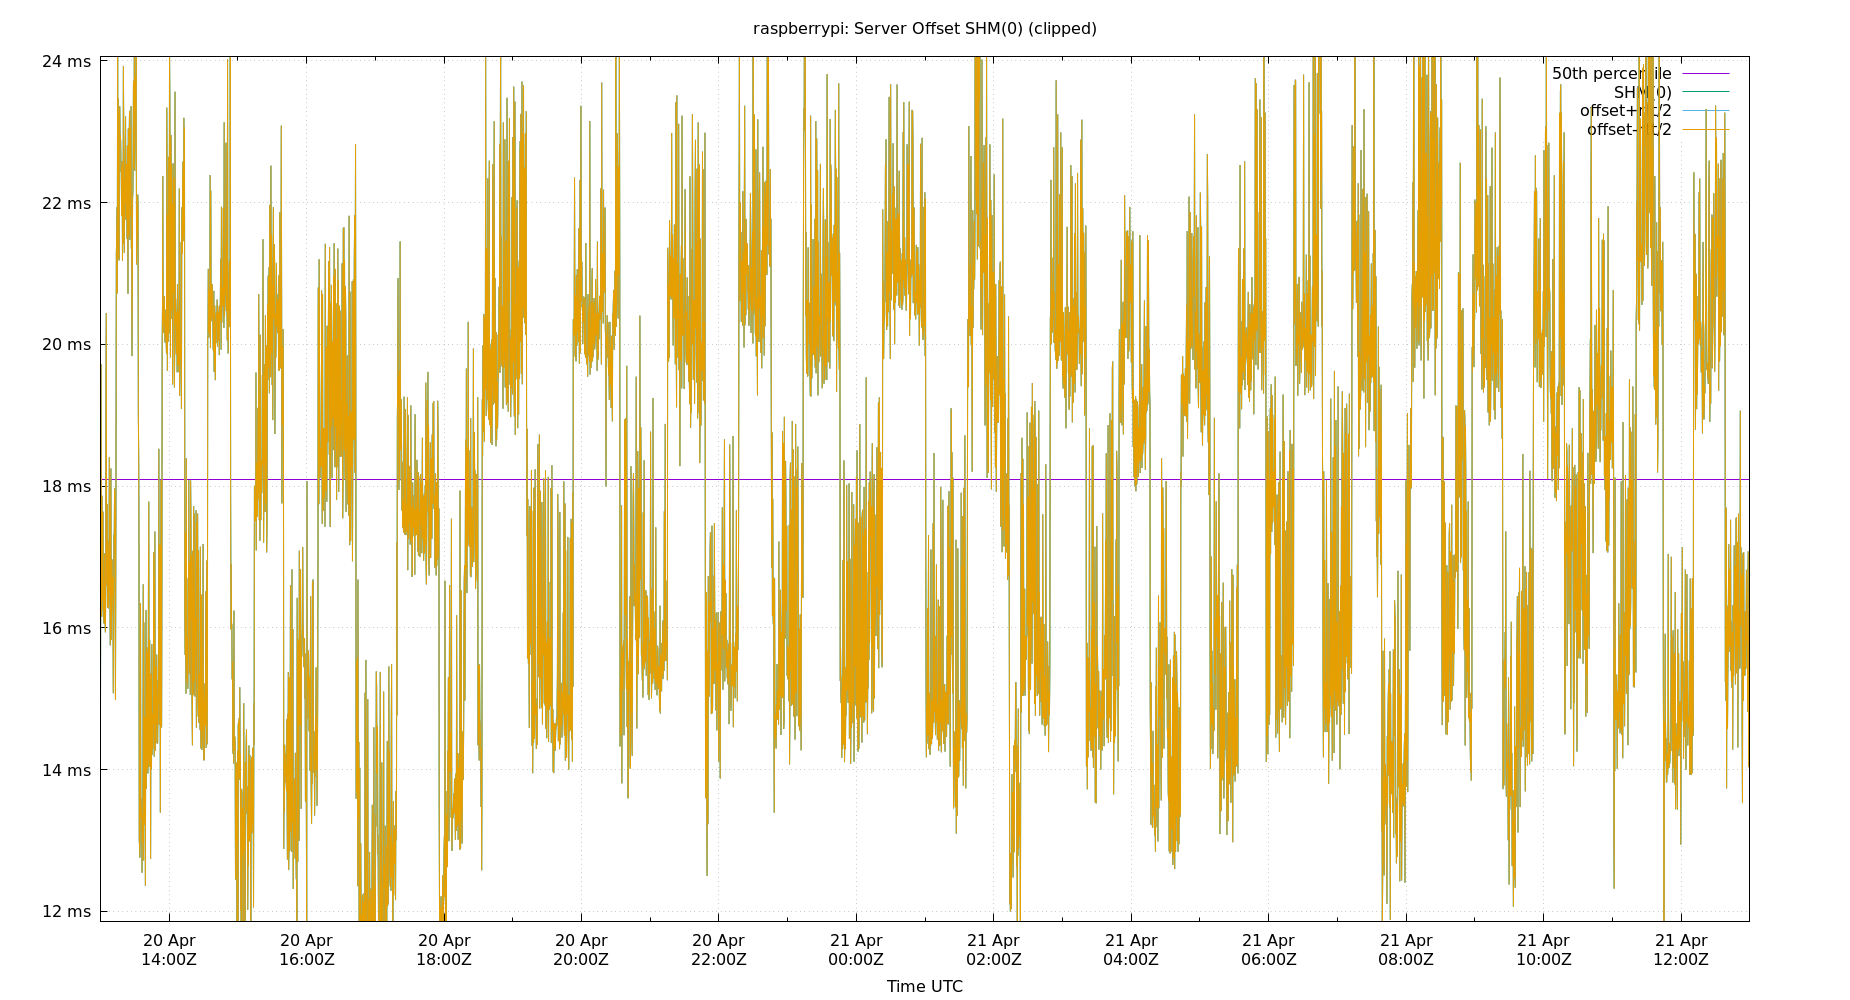 raspberrypi: Server Offset SHM(0) (clipped)
24 ms
22 ms
20 ms
18 ms
16 ms
14 ms
12 ms
50th percentile
SHM(0)
offset+rtt/2
offset-rtt/2
20 Apr 20 Apr 20 Apr 20 Apr 20 Apr 21 Apr 21 Apr 21 Apr 21 Apr 21 Apr 21 Apr 21 Apr
14:00Z 16:00Z 18:00Z 20:00Z 22:00Z 00:00Z 02:00Z 04:00Z 06:00Z 08:00Z 10:00Z 12:00Z
Time UTC